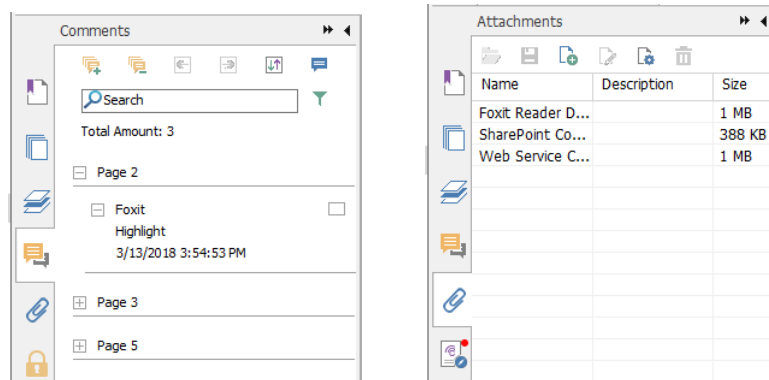 Comments
Search
Total Amount: 3
Page 2
Foxit
Highlight
3/13/2018 3:54:53 PM
Page 3
Page 5
Attachments
Name Description Size
Foxit Reader D... 1 MB
SharePoint Co... 388 KB
Web Service C... 1 MB